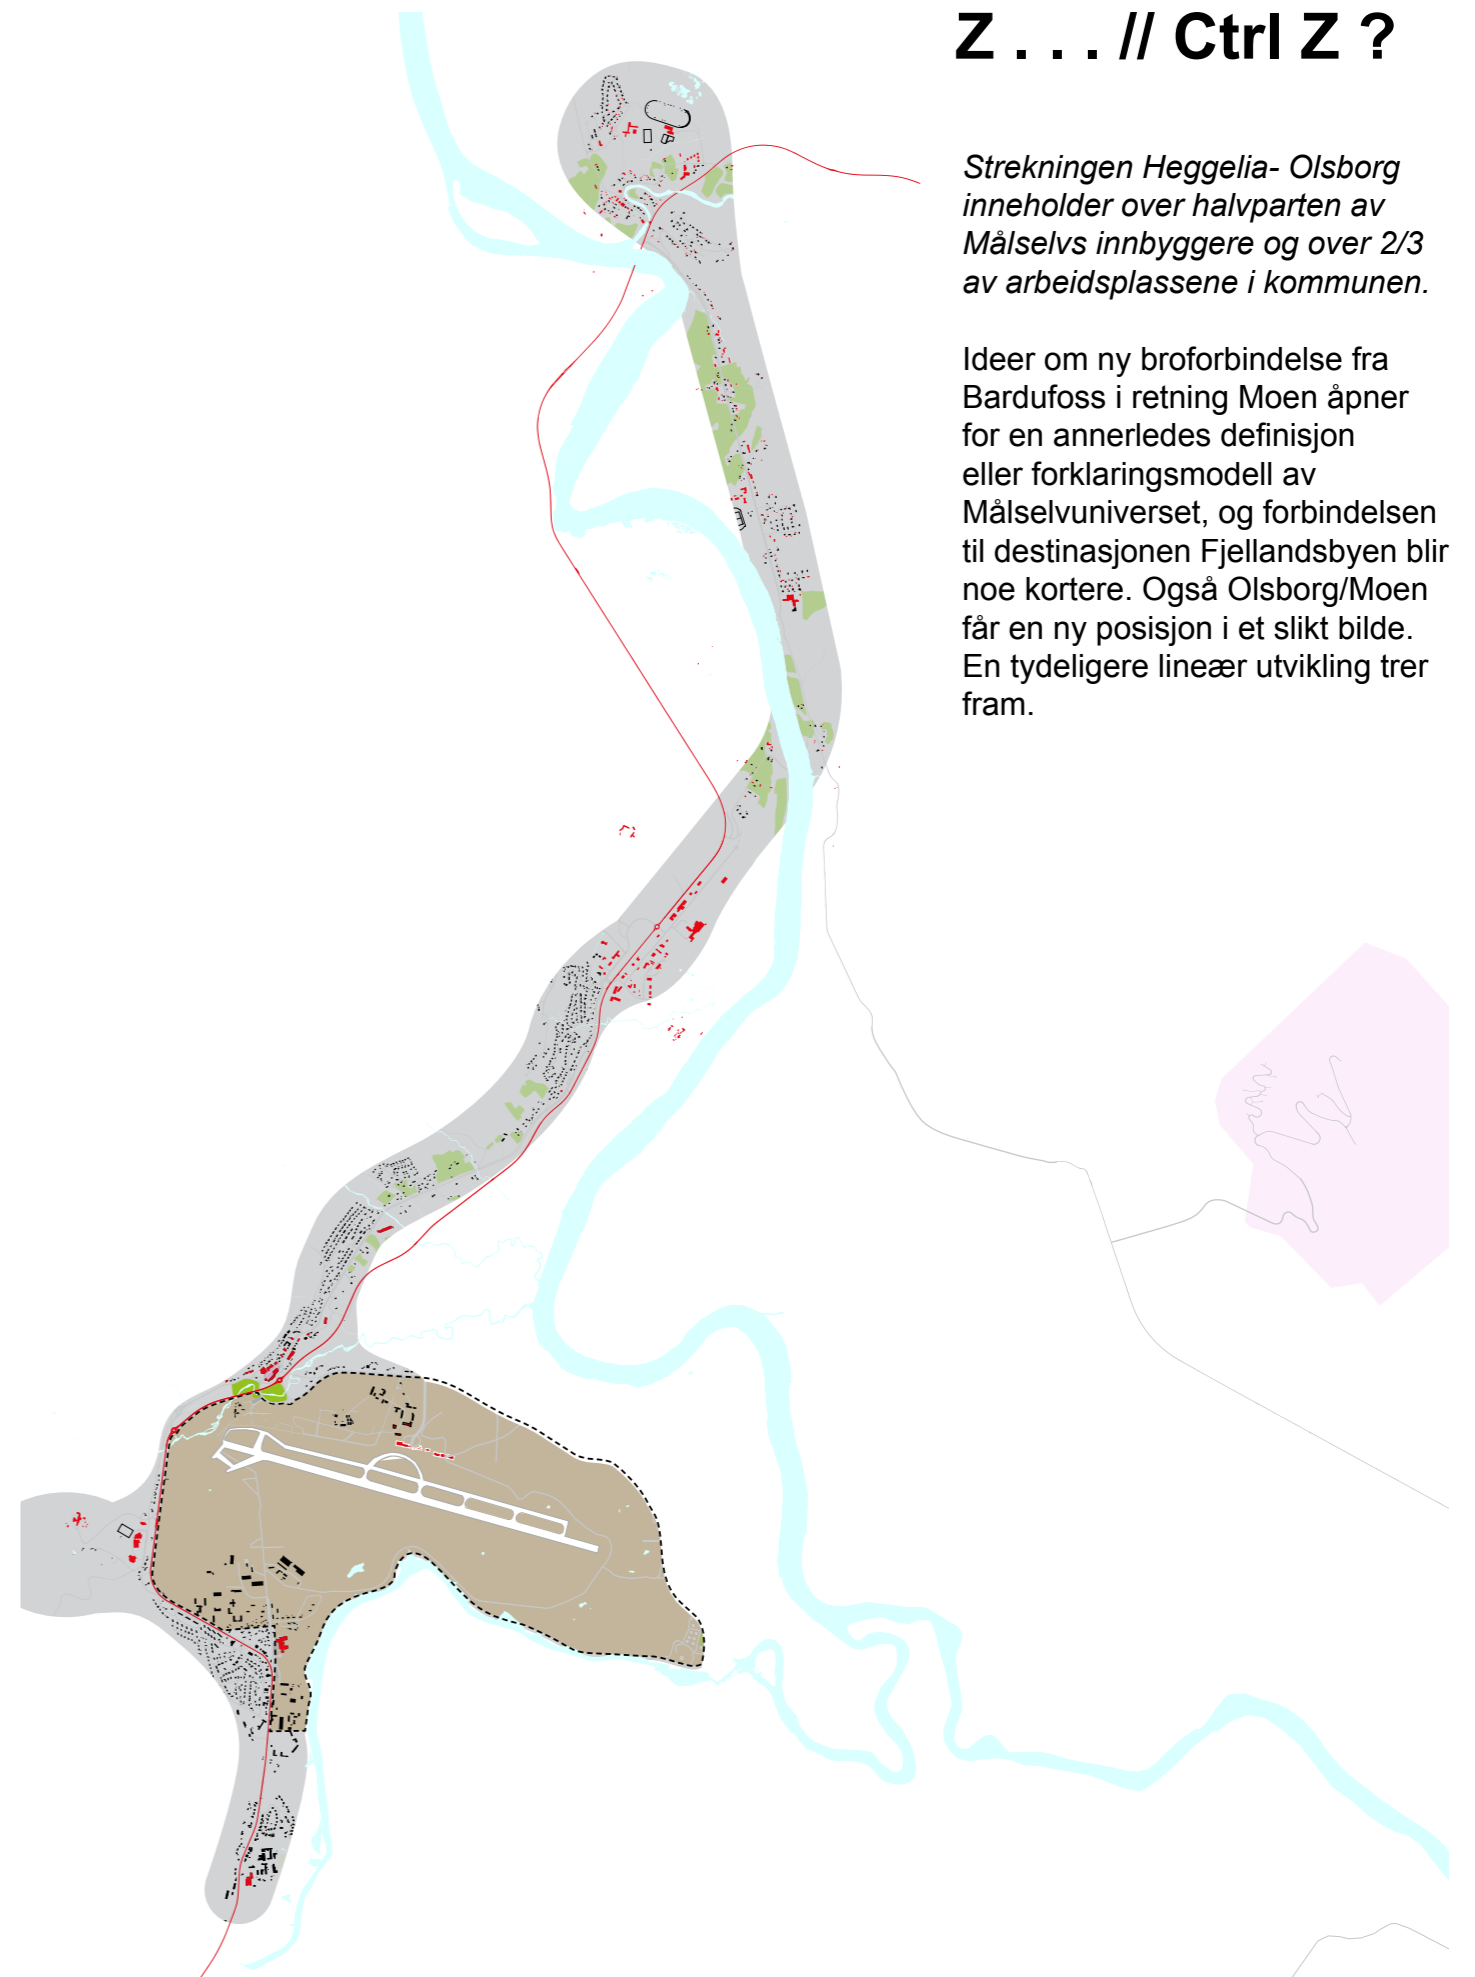 Z . . . // Ctrl Z ?
Strekningen Heggelia- Olsborg
inneholder over halvparten av
Målselvs innbyggere og over 2/3
av arbeidsplassene i kommunen.
Ideer om ny broforbindelse fra
Bardufoss i retning Moen åpner
for en annerledes definisjon
eller forklaringsmodell av
Målselvuniverset, og forbindelsen
til destinasjonen Fjellandsbyen blir
noe kortere. Også Olsborg/Moen
får en ny posisjon i et slikt bilde.
En tydeligere lineær utvikling trer
fram.